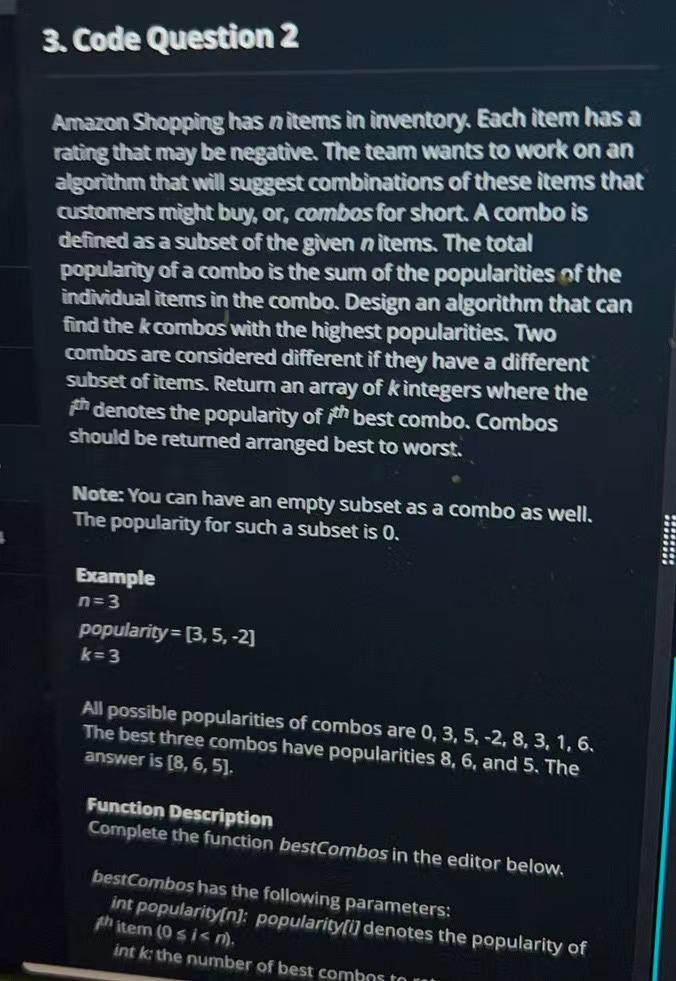 3. Code Question 2
Amazon Shopping has n items in inventory. Each item has a
rating that may be negative. The team wants to work on an
algorithm that will suggest combinations of these items that
customers might buy, or, combos for short. A combo is
defined as a subset of the given n items. The total
popularity of a combo is the sum of the popularities of the
individual items in the combo. Design an algorithm that can
find the k combos with the highest popularities. Two
combos are considered different if they have a different
subset of items. Return an array of k integers where the
ith denotes the popularity of ith best combo. Combos
should be returned arranged best to worst.
Note: You can have an empty subset as a combo as well.
The popularity for such a subset is 0.
Example
n = 3
popularity = [3, 5, -2]
k = 3
All possible popularities of combos are 0, 3, 5, -2, 8, 3, 1, 6.
The best three combos have popularities 8, 6, and 5. The
answer is [8, 6, 5].
Function Description
Complete the function bestCombos in the editor below.
bestCombos has the following parameters:
int popularity[n]: popularity[i] denotes the popularity of
ith item (0 ≤ i < n).
int k: the number of best combos to